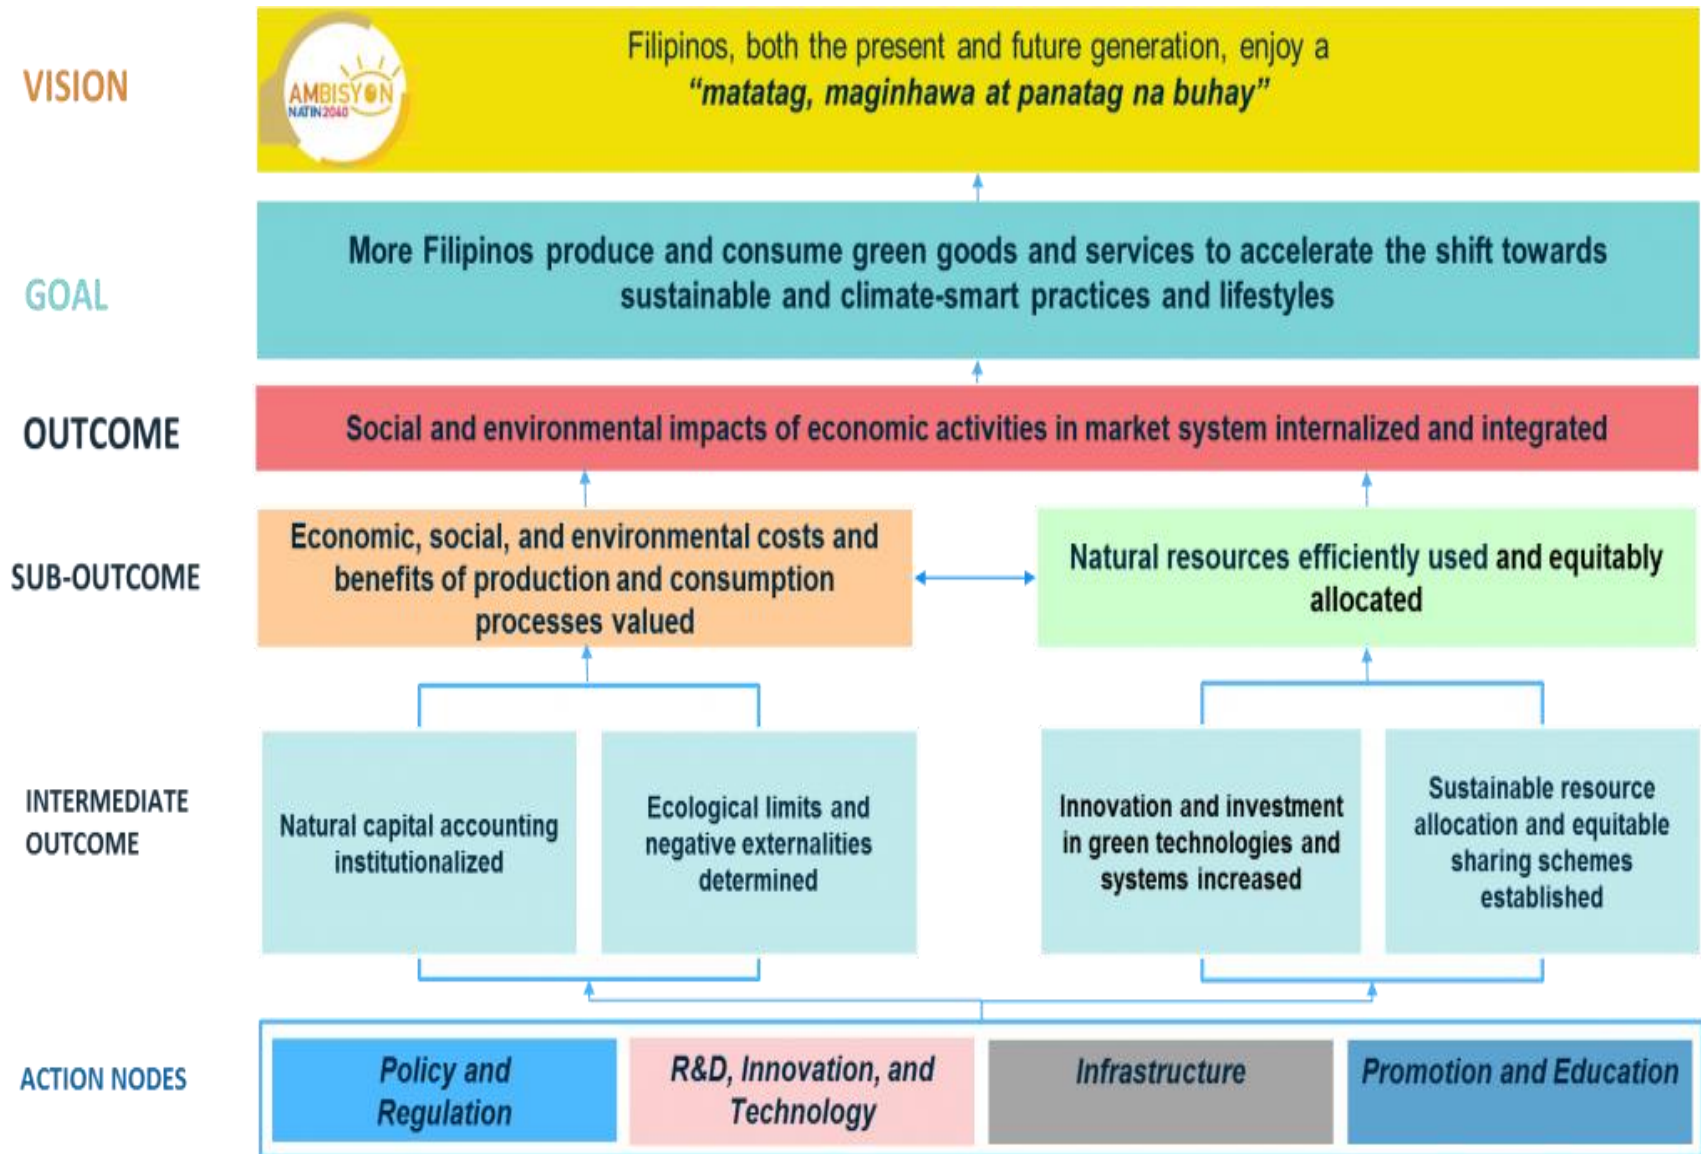 VISION
AMBISYON
NATIN2040
Filipinos, both the present and future generation, enjoy a
“matatag, maginhawa at panatag na buhay”
GOAL
More Filipinos produce and consume green goods and services to accelerate the shift towards
sustainable and climate-smart practices and lifestyles
OUTCOME
Social and environmental impacts of economic activities in market system internalized and integrated
SUB-OUTCOME
Economic, social, and environmental costs and
benefits of production and consumption
processes valued
Natural resources efficiently used and equitably
allocated
INTERMEDIATE
OUTCOME
Natural capital accounting
institutionalized
Ecological limits and
negative externalities
determined
Innovation and investment
in green technologies and
systems increased
Sustainable resource
allocation and equitable
sharing schemes
established
ACTION NODES
Policy and
Regulation
R&D, Innovation, and
Technology
Infrastructure
Promotion and Education